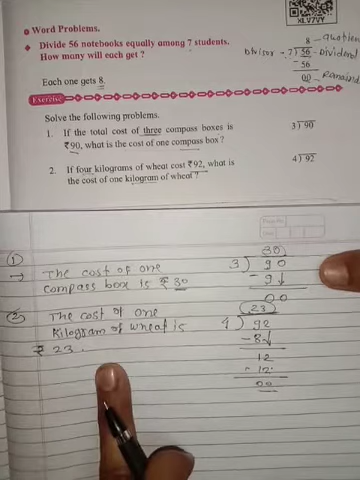 XLV7VY
Word Problems.
Divide 56 notebooks equally among 7 students.
How many will each get ?
Each one gets 8.
8 - quotien
Divisor - 7) 56 - Dividend
- 56
00 - Remaind
Exercise
Solve the following problems.
1. If the total cost of three compass boxes is
₹90, what is the cost of one compass box ?
3) 90
2. If four kilograms of wheat cost ₹92, what is
the cost of one kilogram of wheat ?
4) 92
① 
→ The cost of one
compass box is ₹ 30
30
3) 90
- 9↓
00
② The cost of one
Kilogram of wheat is
₹ 23.
23
4) 92
- 8↓
12
- 12
00